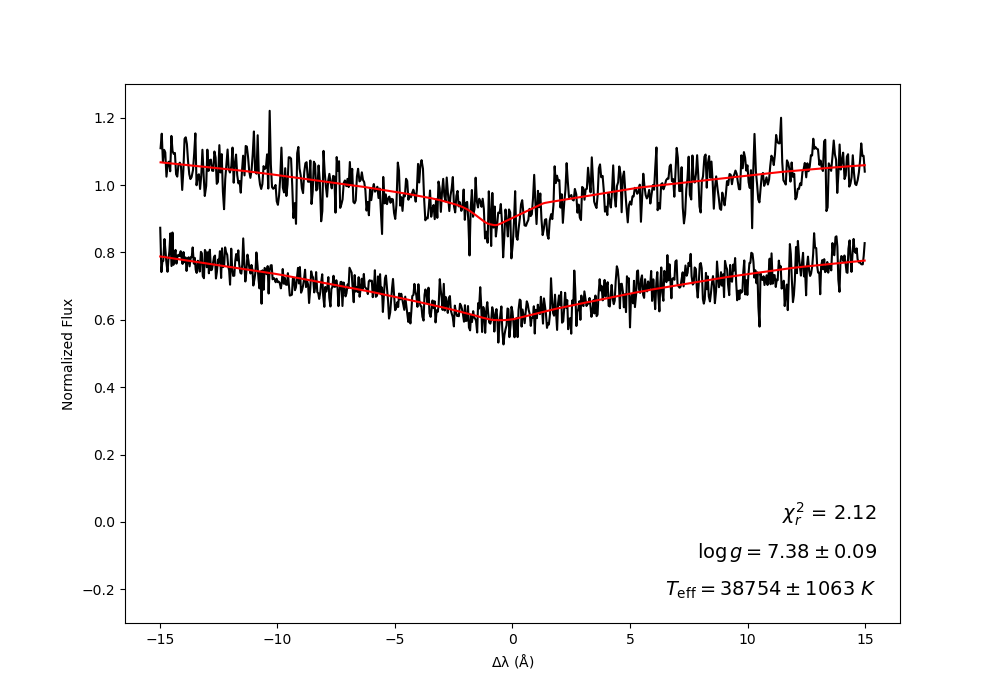 1.2
1.0
0.8
0.6
0.4
0.2
0.0
−0.2
Normalized Flux
χ²ᵣ = 2.12
log g = 7.38 ± 0.09
T_eff = 38754 ± 1063 K
−15 −10 −5 0 5 10 15
Δλ (Å)